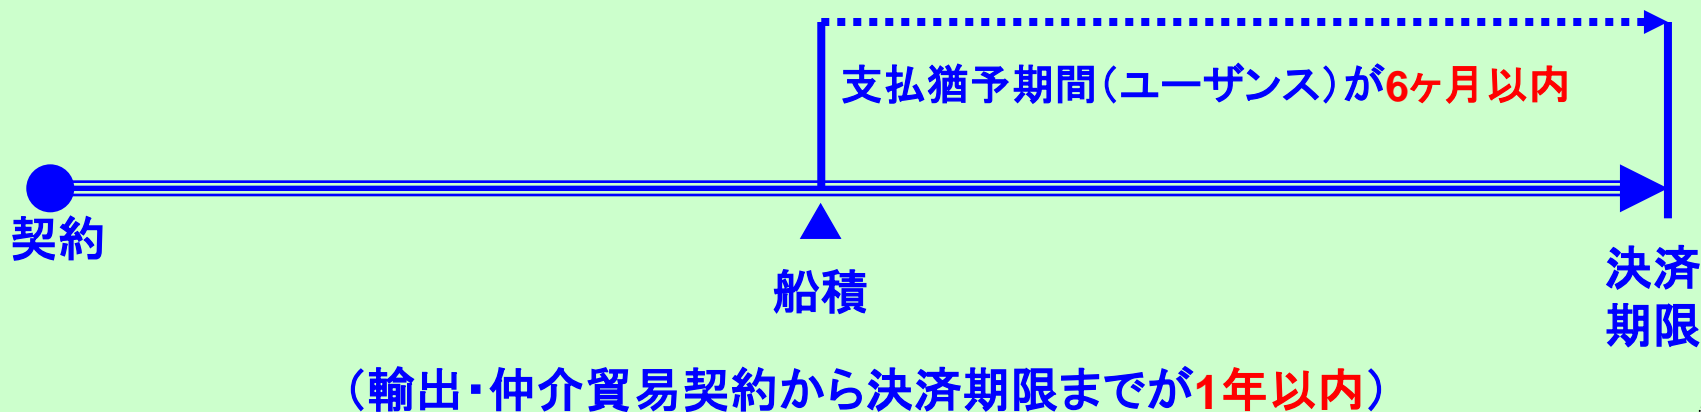 支払猶予期間（ユーザンス）が6ヶ月以内
契約
船積
決済
期限
（輸出・仲介貿易契約から決済期限までが1年以内）